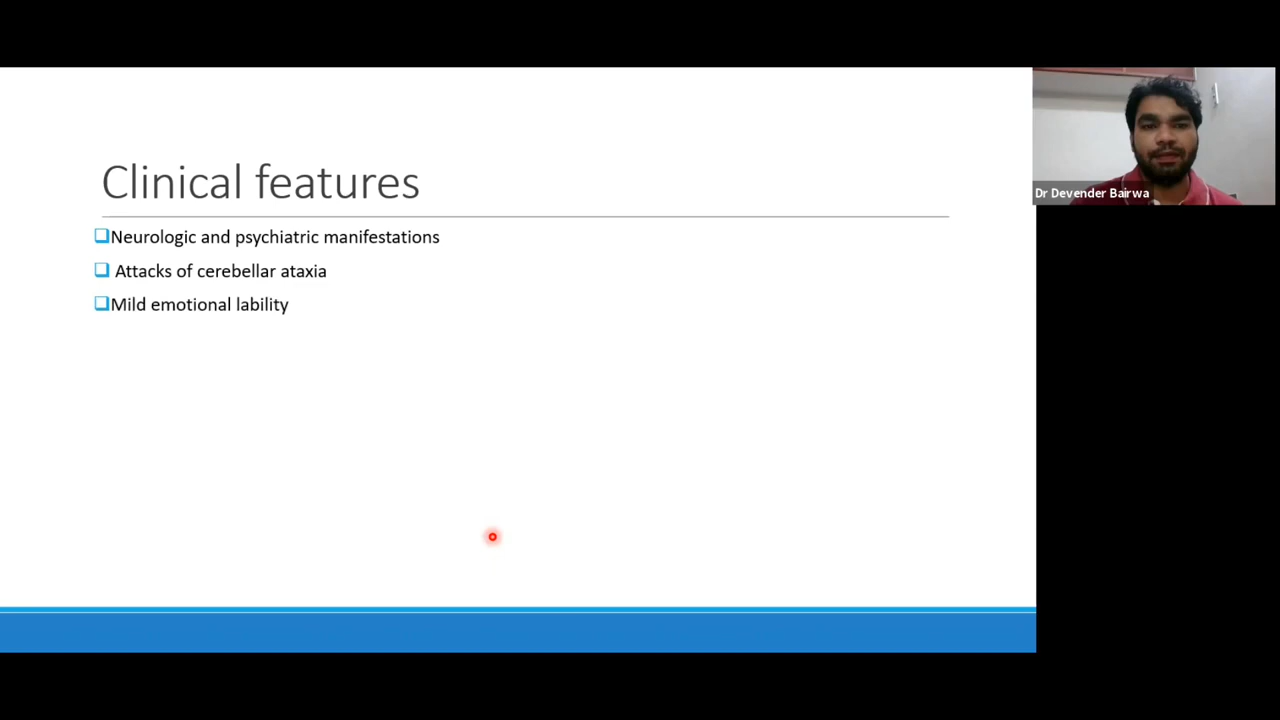 Clinical features
Neurologic and psychiatric manifestations
Attacks of cerebellar ataxia
Mild emotional lability
Dr Devender Bairwa